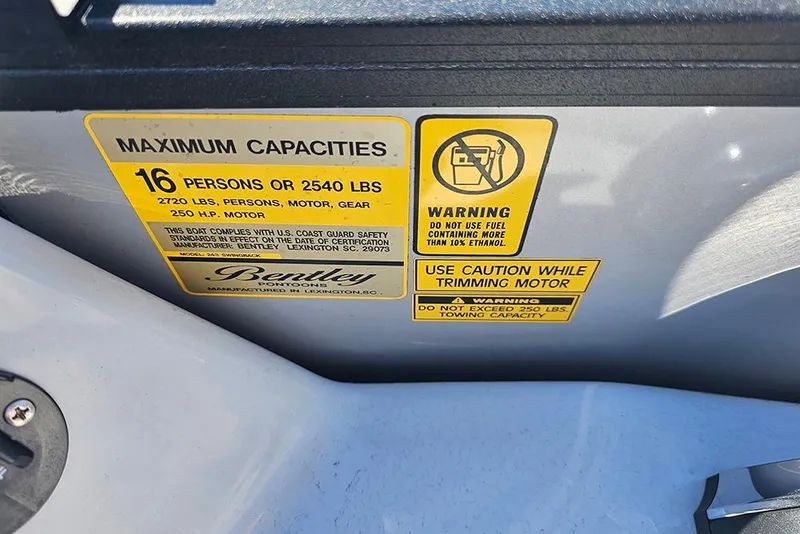 MAXIMUM CAPACITIES
16 PERSONS OR 2540 LBS
2720 LBS, PERSONS, MOTOR, GEAR
250 H.P. MOTOR
THIS BOAT COMPLIES WITH U.S. COAST GUARD SAFETY
STANDARDS IN EFFECT ON THE DATE OF CERTIFICATION
MANUFACTURER: BENTLEY LEXINGTON SC. 29073
MODEL: 243 SWINGBACK
Bentley
PONTOONS
MANUFACTURED IN LEXINGTON,SC.
WARNING
DO NOT USE FUEL
CONTAINING MORE
THAN 10% ETHANOL.
USE CAUTION WHILE
TRIMMING MOTOR
WARNING
DO NOT EXCEED 250 LBS.
TOWING CAPACITY